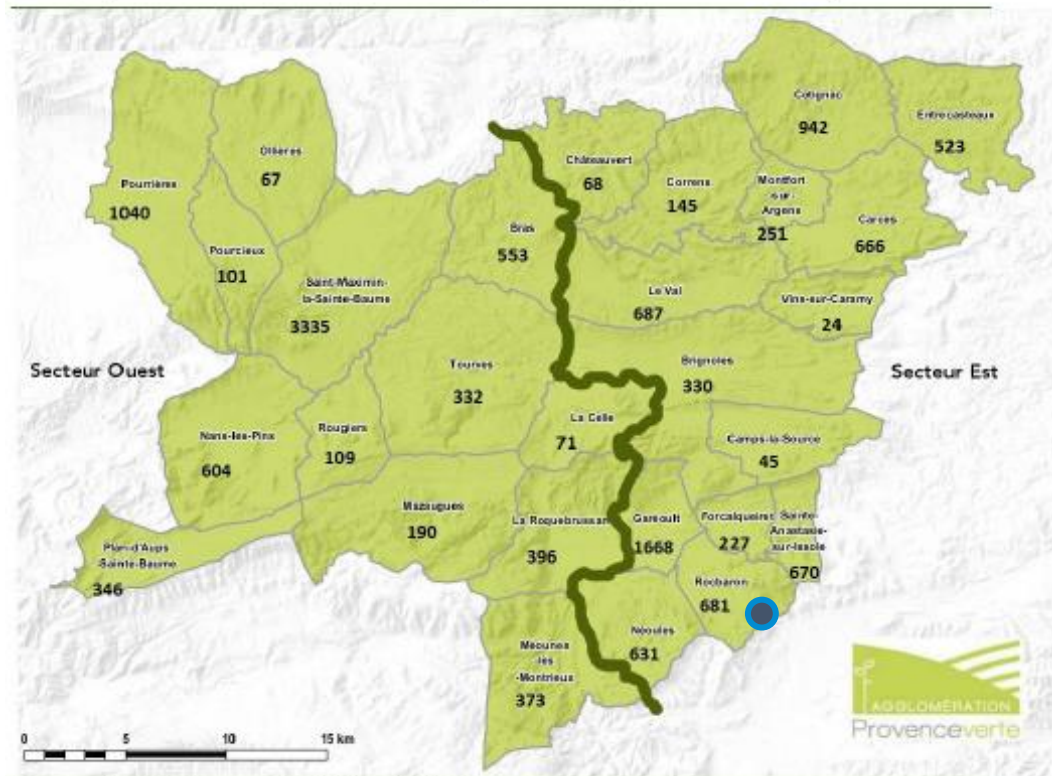 Cotignac
942
Entrecasteaux
523
Ollières
67
Châteauvert
68
Pourrières
1040
Correns
145
Montfort
-sur-
Argens
251
Carcès
666
Bras
553
Pourcieux
101
Saint-Maximin-
la-Sainte-Baume
3335
Le Val
687
Vins-sur-Caramy
24
Secteur Ouest
Tourves
332
Brignoles
330
Secteur Est
La Celle
71
Camps-la-Source
45
Nans-les-Pins
604
Rougiers
109
Mazaugues
190
La Roquebrussan
396
Garéoult
1668
Forcalqueiret
227
Sainte-
Anastasie-
sur-Issole
670
Plan-d'Aups
Sainte-Baume
346
Rocbaron
681
Néoules
631
Méounes
-lès
-Montrieux
373
AGGLOMÉRATION
Provenceverte
0 5 10 15 km